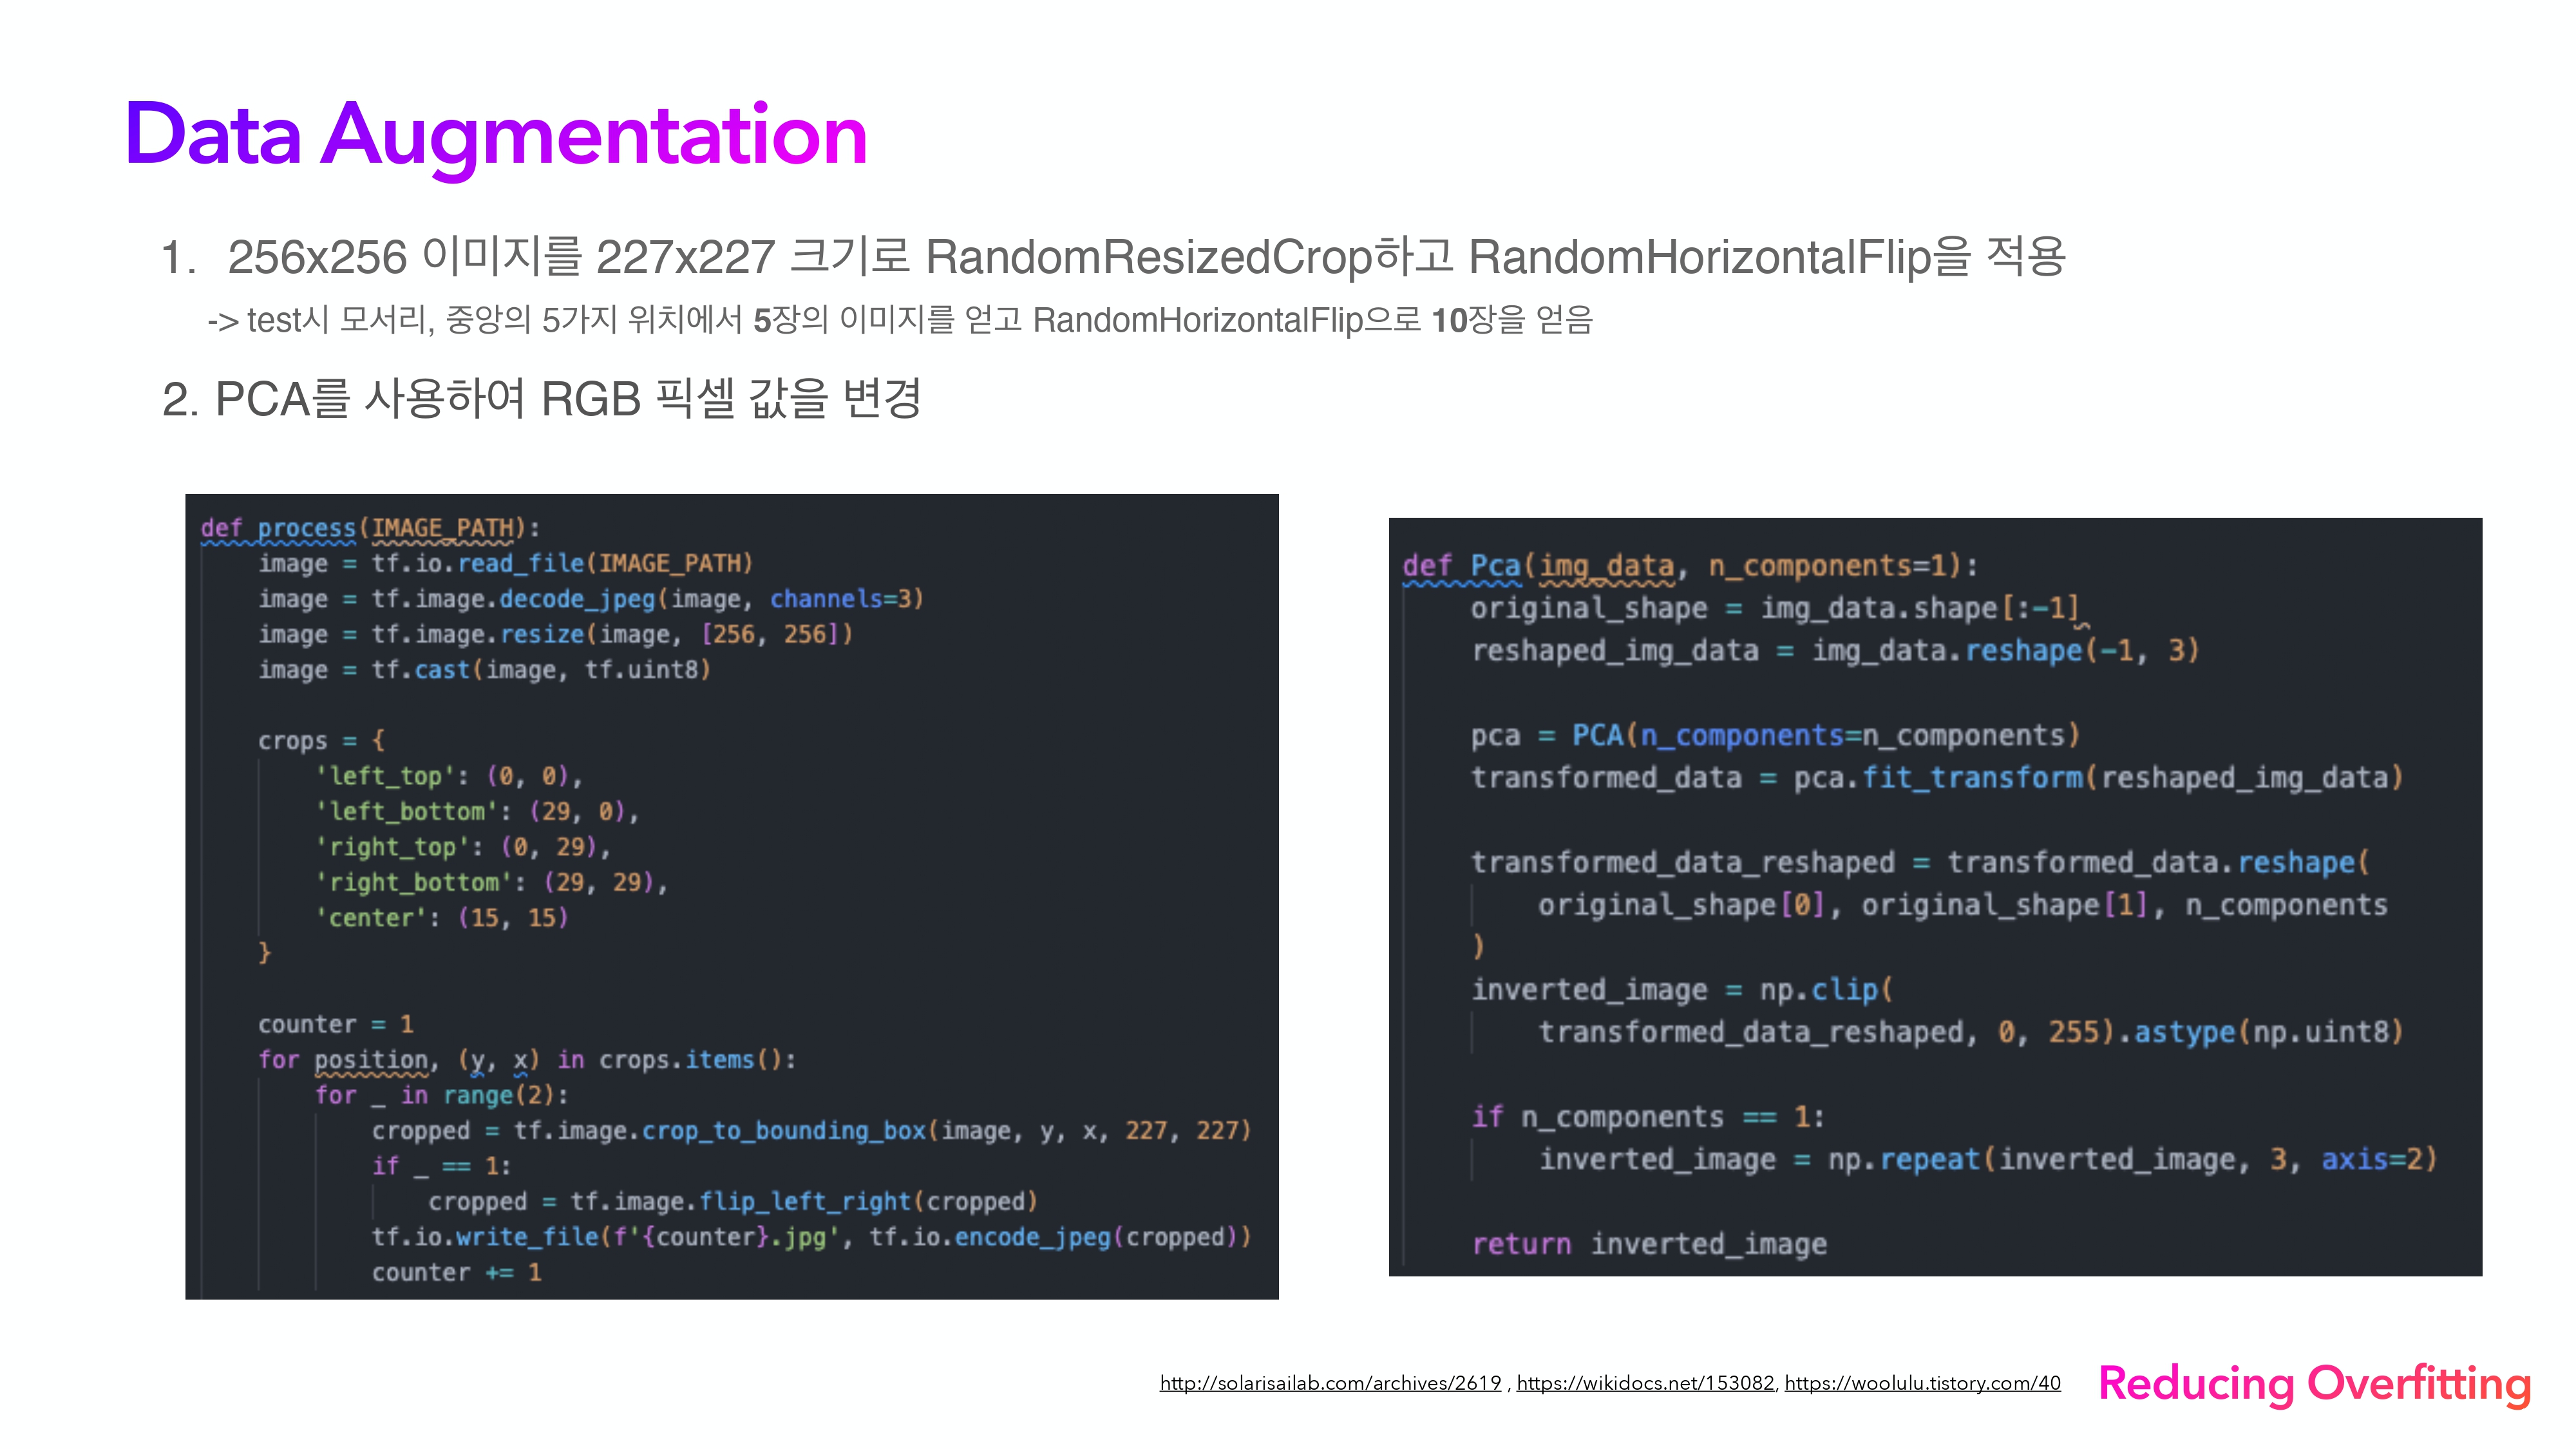 Data Augmentation
1. 256x256 이미지를 227x227 크기로 RandomResizedCrop하고 RandomHorizontalFlip을 적용
-> test시 모서리, 중앙의 5가지 위치에서 5장의 이미지를 얻고 RandomHorizontalFlip으로 10장을 얻음
2. PCA를 사용하여 RGB 픽셀 값을 변경
def process(IMAGE_PATH):
    image = tf.io.read_file(IMAGE_PATH)
    image = tf.image.decode_jpeg(image, channels=3)
    image = tf.image.resize(image, [256, 256])
    image = tf.cast(image, tf.uint8)
    crops = {
        'left_top': (0, 0),
        'left_bottom': (29, 0),
        'right_top': (0, 29),
        'right_bottom': (29, 29),
        'center': (15, 15)
    }
    counter = 1
    for position, (y, x) in crops.items():
        for _ in range(2):
            cropped = tf.image.crop_to_bounding_box(image, y, x, 227, 227)
            if _ == 1:
                cropped = tf.image.flip_left_right(cropped)
            tf.io.write_file(f'{counter}.jpg', tf.io.encode_jpeg(cropped))
            counter += 1
def Pca(img_data, n_components=1):
    original_shape = img_data.shape[:-1]
    reshaped_img_data = img_data.reshape(-1, 3)
    pca = PCA(n_components=n_components)
    transformed_data = pca.fit_transform(reshaped_img_data)
    transformed_data_reshaped = transformed_data.reshape(
        original_shape[0], original_shape[1], n_components
    )
    inverted_image = np.clip(
        transformed_data_reshaped, 0, 255).astype(np.uint8)
    if n_components == 1:
        inverted_image = np.repeat(inverted_image, 3, axis=2)
    return inverted_image
http://solarisailab.com/archives/2619 , https://wikidocs.net/153082, https://woolulu.tistory.com/40
Reducing Overfitting